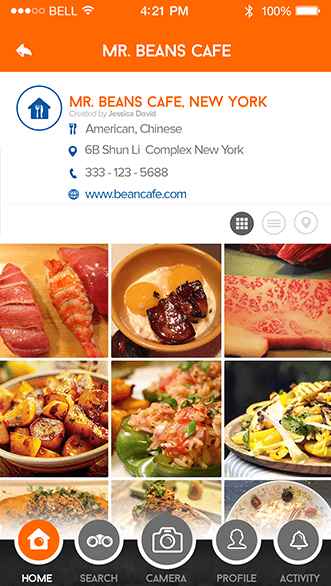 BELL 4:21 PM 100%
MR. BEANS CAFE
MR. BEANS CAFE, NEW YORK
Created by Jessica David
American, Chinese
6B Shun Li Complex New York
333 - 123 - 5688
www.beancafe.com
HOME SEARCH CAMERA PROFILE ACTIVITY